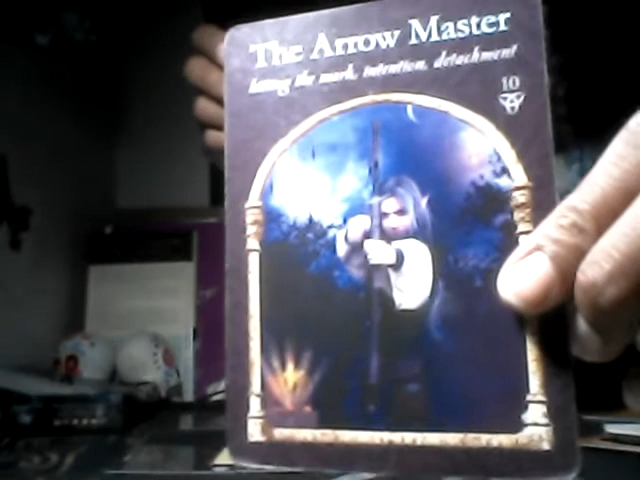 The Arrow Master
hitting the mark, intention, detachment
10